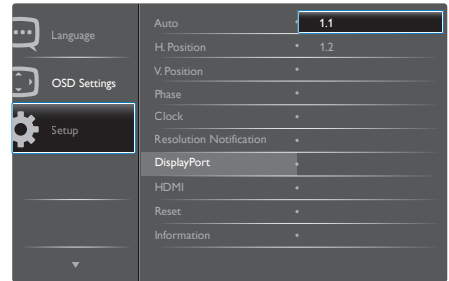 Language
OSD Settings
Setup
Auto
H. Position
V. Position
Phase
Clock
Resolution Notification
DisplayPort
HDMI
Reset
Information
1.1
1.2